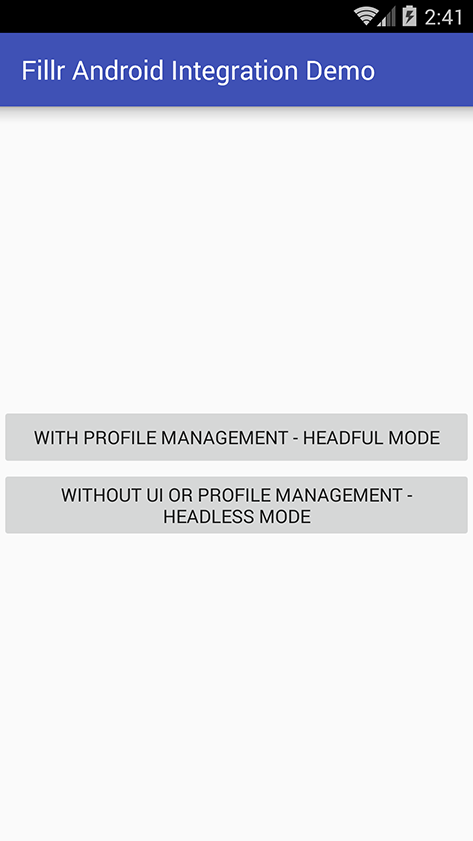 2:41
Fillr Android Integration Demo
WITH PROFILE MANAGEMENT - HEADFUL MODE
WITHOUT UI OR PROFILE MANAGEMENT -
HEADLESS MODE